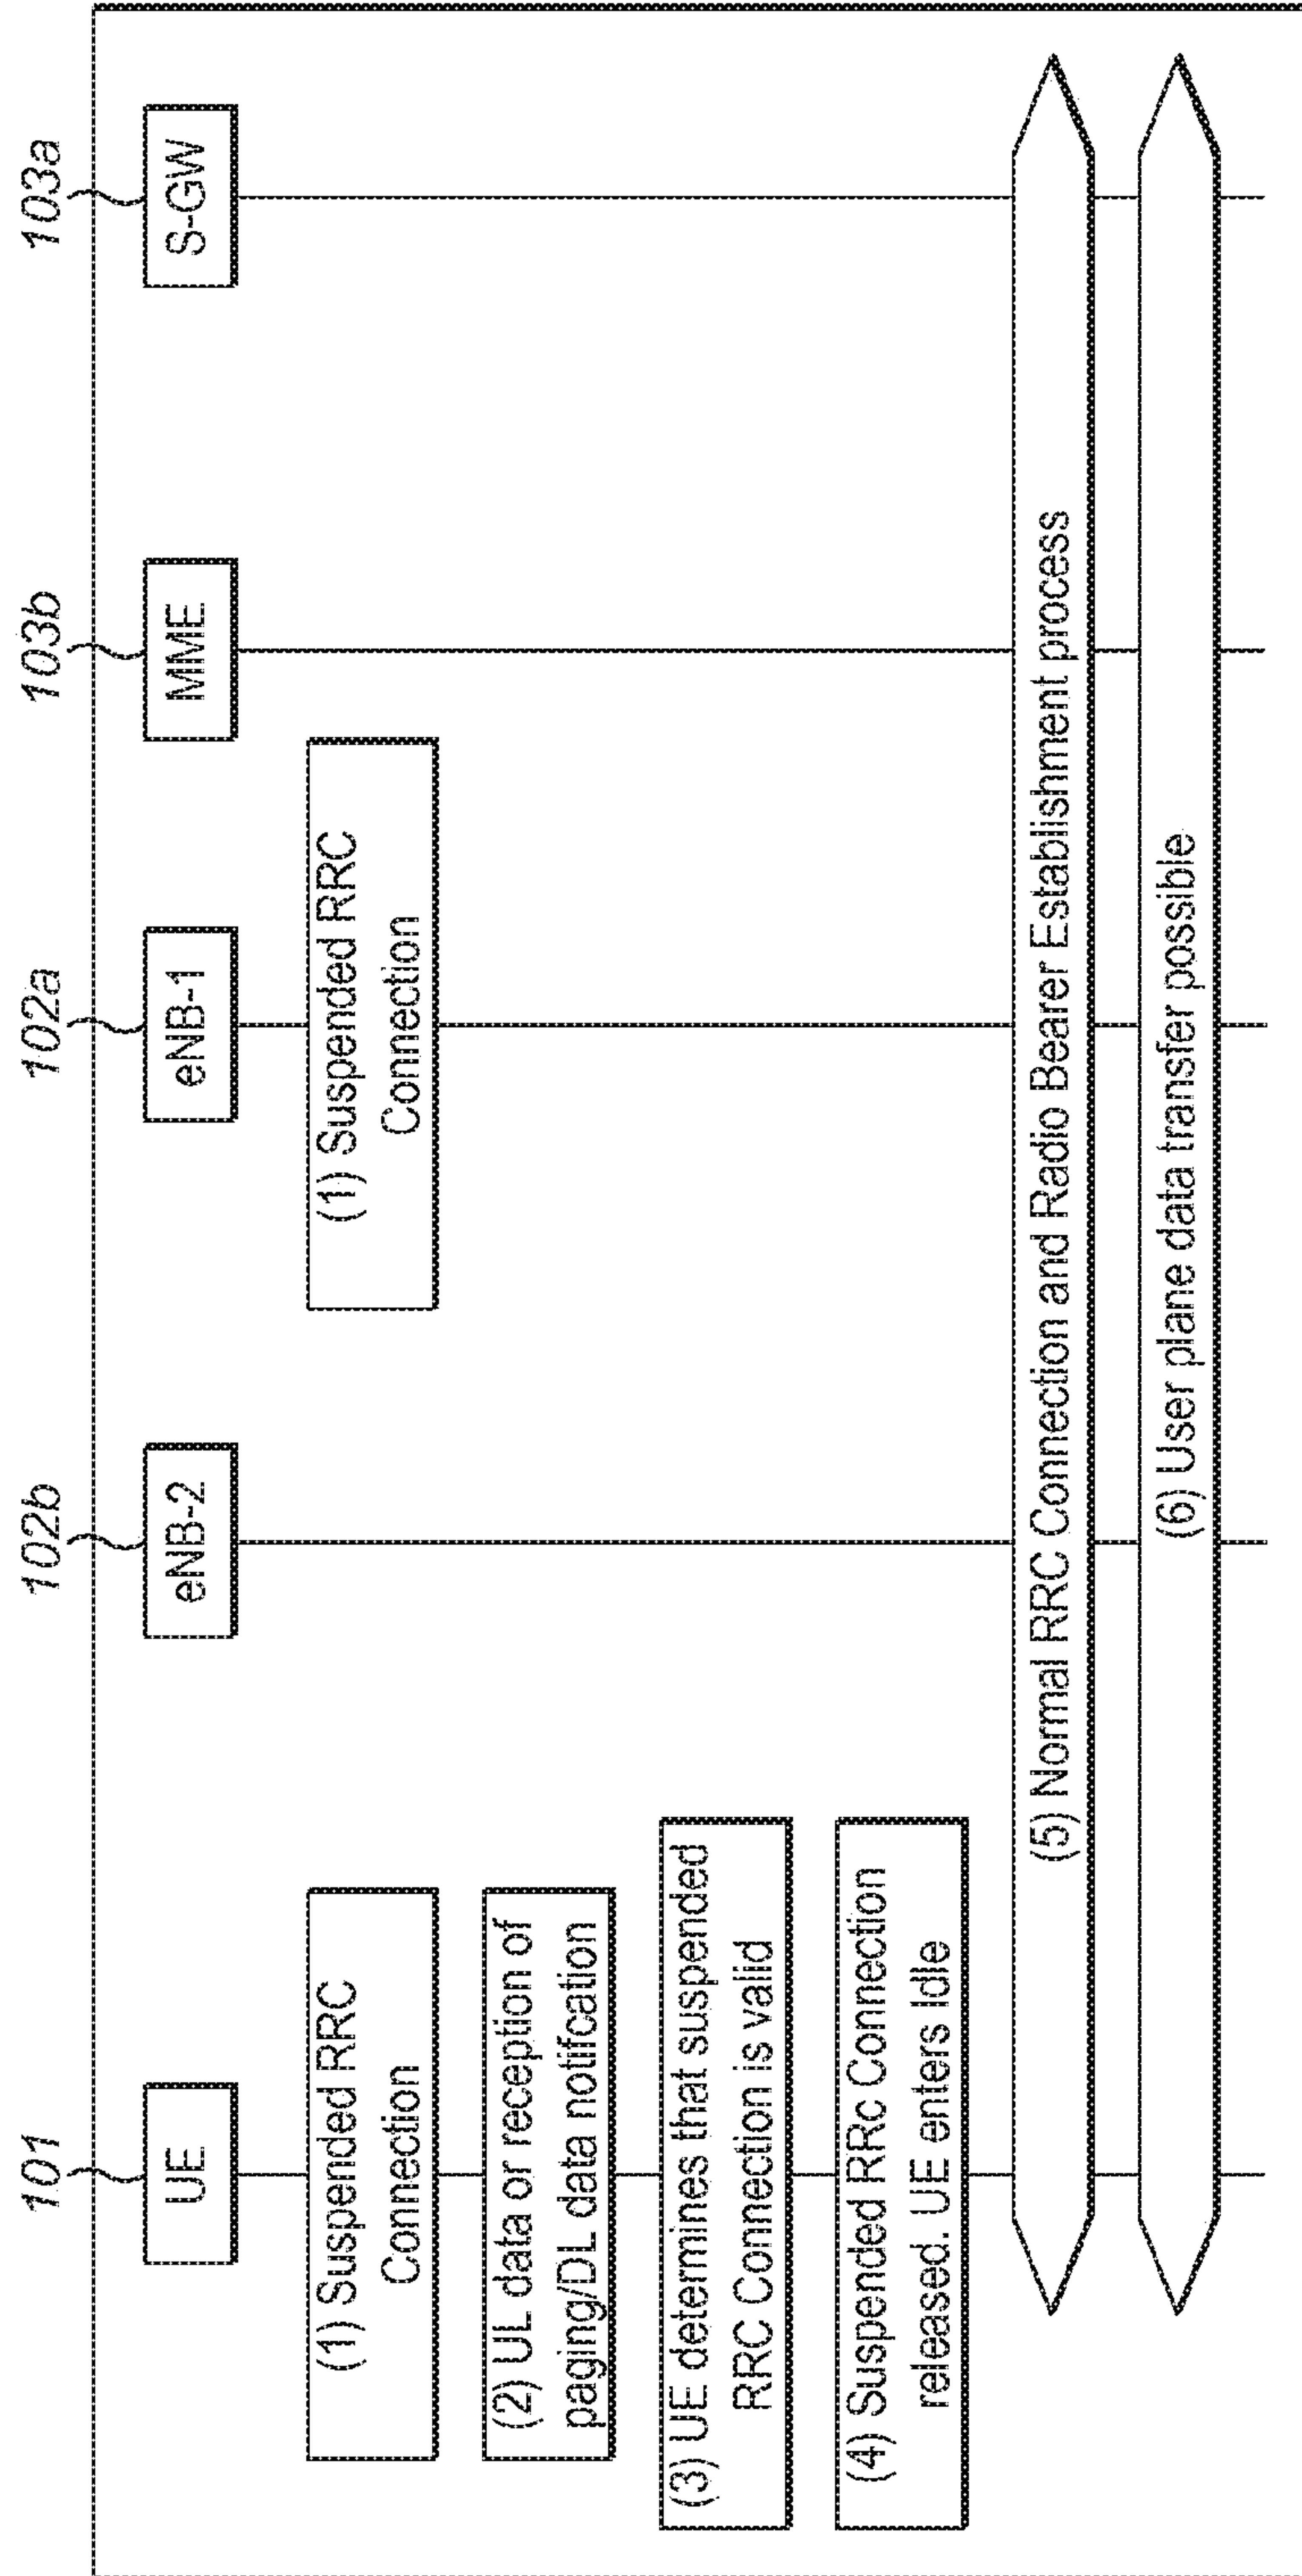 101
102b
102a
103b
103a
UE
eNB-2
eNB-1
MME
S-GW
(1) Suspended RRC
Connection
(1) Suspended RRC
Connection
(2) UL data or reception of
paging/DL data notifcation
(3) UE determines that suspended
RRC Connection is valid
(4) Suspended RRc Connection
released. UE enters Idle
(5) Normal RRC Connection and Radio Bearer Establishment process
(6) User plane data transfer possible